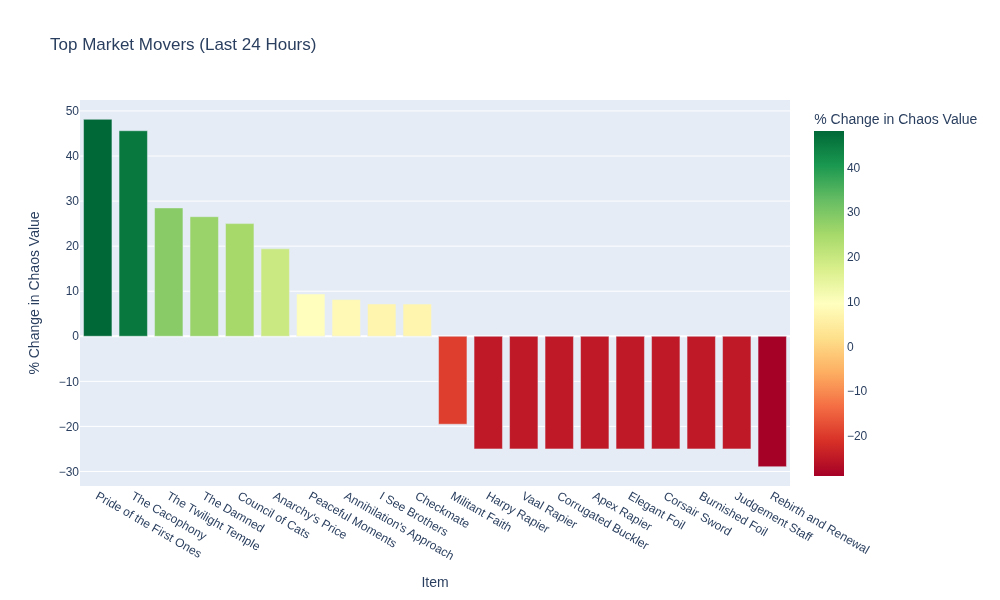 Top Market Movers (Last 24 Hours)
% Change in Chaos Value
50
40
30
20
10
0
−10
−20
−30
% Change in Chaos Value
40
30
20
10
0
−10
−20
Pride of the First Ones
The Cacophony
The Twilight Temple
The Damned
Council of Cats
Anarchy's Price
Peaceful Moments
Annihilation's Approach
I See Brothers
Checkmate
Militant Faith
Harpy Rapier
Vaal Rapier
Corrugated Buckler
Apex Rapier
Elegant Foil
Corsair Sword
Burnished Foil
Judgement Staff
Rebirth and Renewal
Item